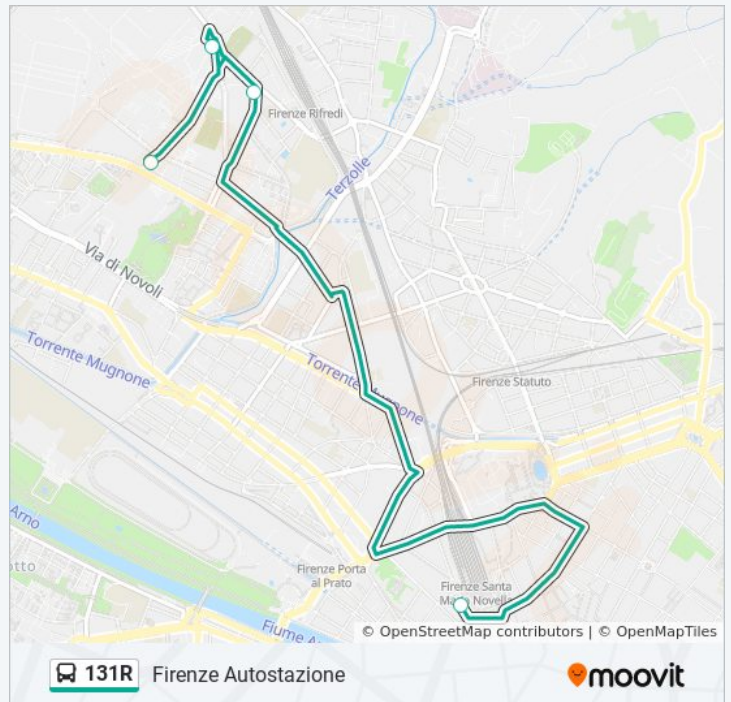 Firenze Rifredi
Terzolle
Via di Novoli
Torrente Mugnone
Torrente Mugnone
Firenze Statuto
Arno
otto
Firenze Porta
al Prato
Firenze Santa
Maria Novella
Fiume A
© OpenStreetMap contributors | © OpenMapTiles
131R Firenze Autostazione
moovit